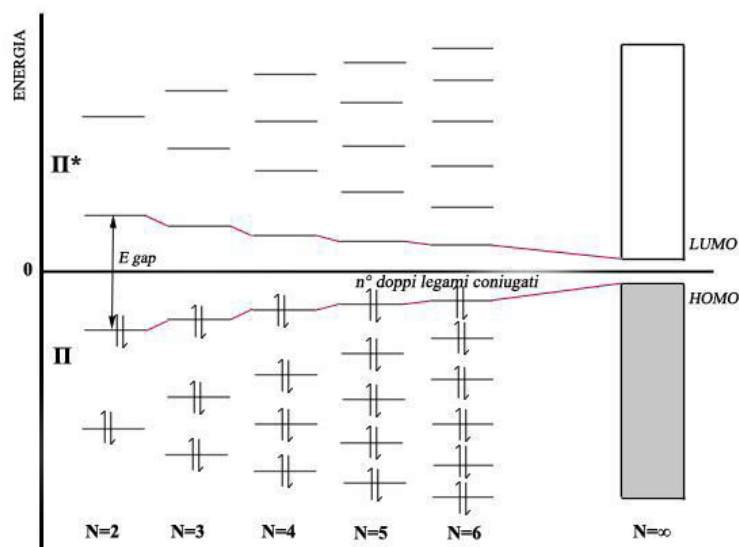 ENERGIA
Π*
LUMO
E gap
0
n° doppi legami coniugati
HOMO
Π
N=2 N=3 N=4 N=5 N=6 N=∞